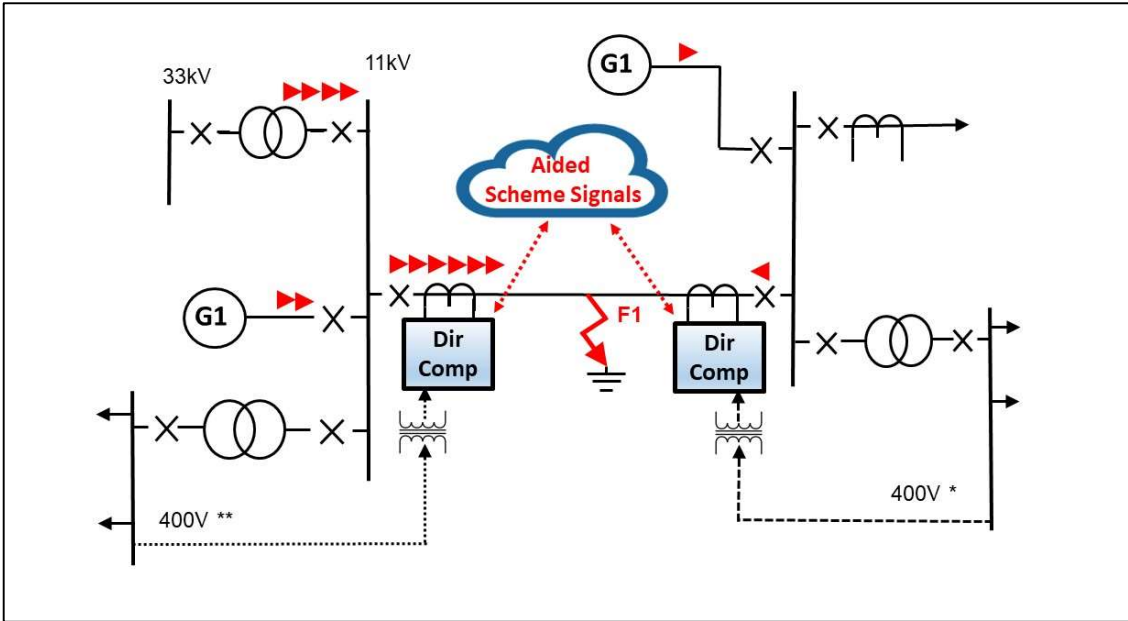 33kV
11kV
G1
Aided
Scheme Signals
G1
F1
Dir
Comp
Dir
Comp
400V **
400V *